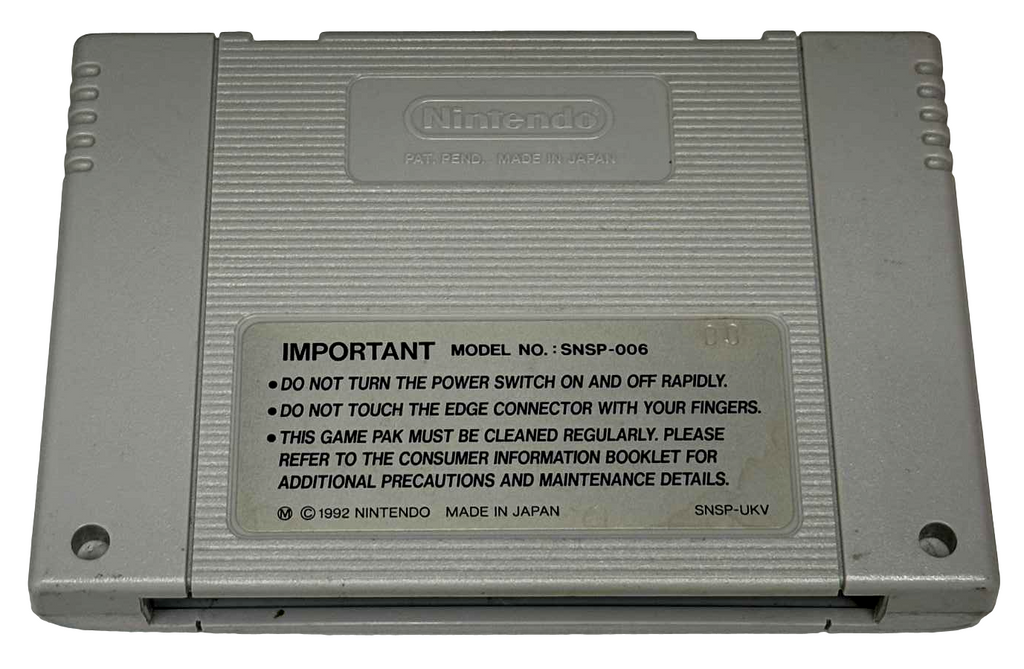 Nintendo®
PAT. PEND. MADE IN JAPAN
00
IMPORTANT MODEL NO. : SNSP-006
• DO NOT TURN THE POWER SWITCH ON AND OFF RAPIDLY.
• DO NOT TOUCH THE EDGE CONNECTOR WITH YOUR FINGERS.
• THIS GAME PAK MUST BE CLEANED REGULARLY. PLEASE
REFER TO THE CONSUMER INFORMATION BOOKLET FOR
ADDITIONAL PRECAUTIONS AND MAINTENANCE DETAILS.
Ⓜ © 1992 NINTENDO MADE IN JAPAN SNSP-UKV